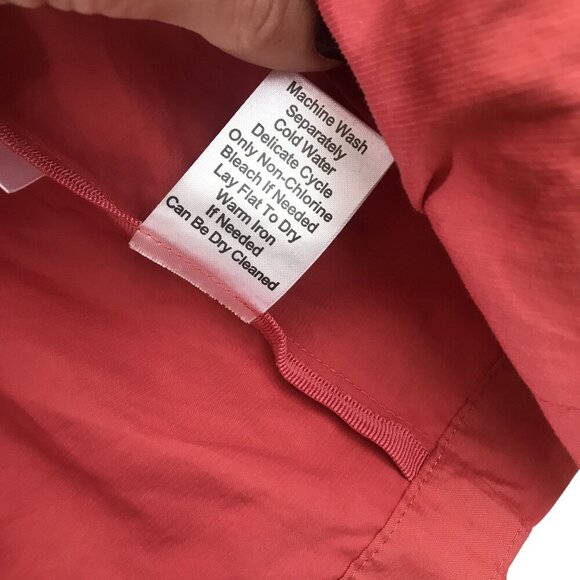 Machine Wash
Separately
Cold Water
Delicate Cycle
Only Non-Chlorine
Bleach If Needed
Lay Flat To Dry
Warm Iron
If Needed
Can Be Dry Cleaned